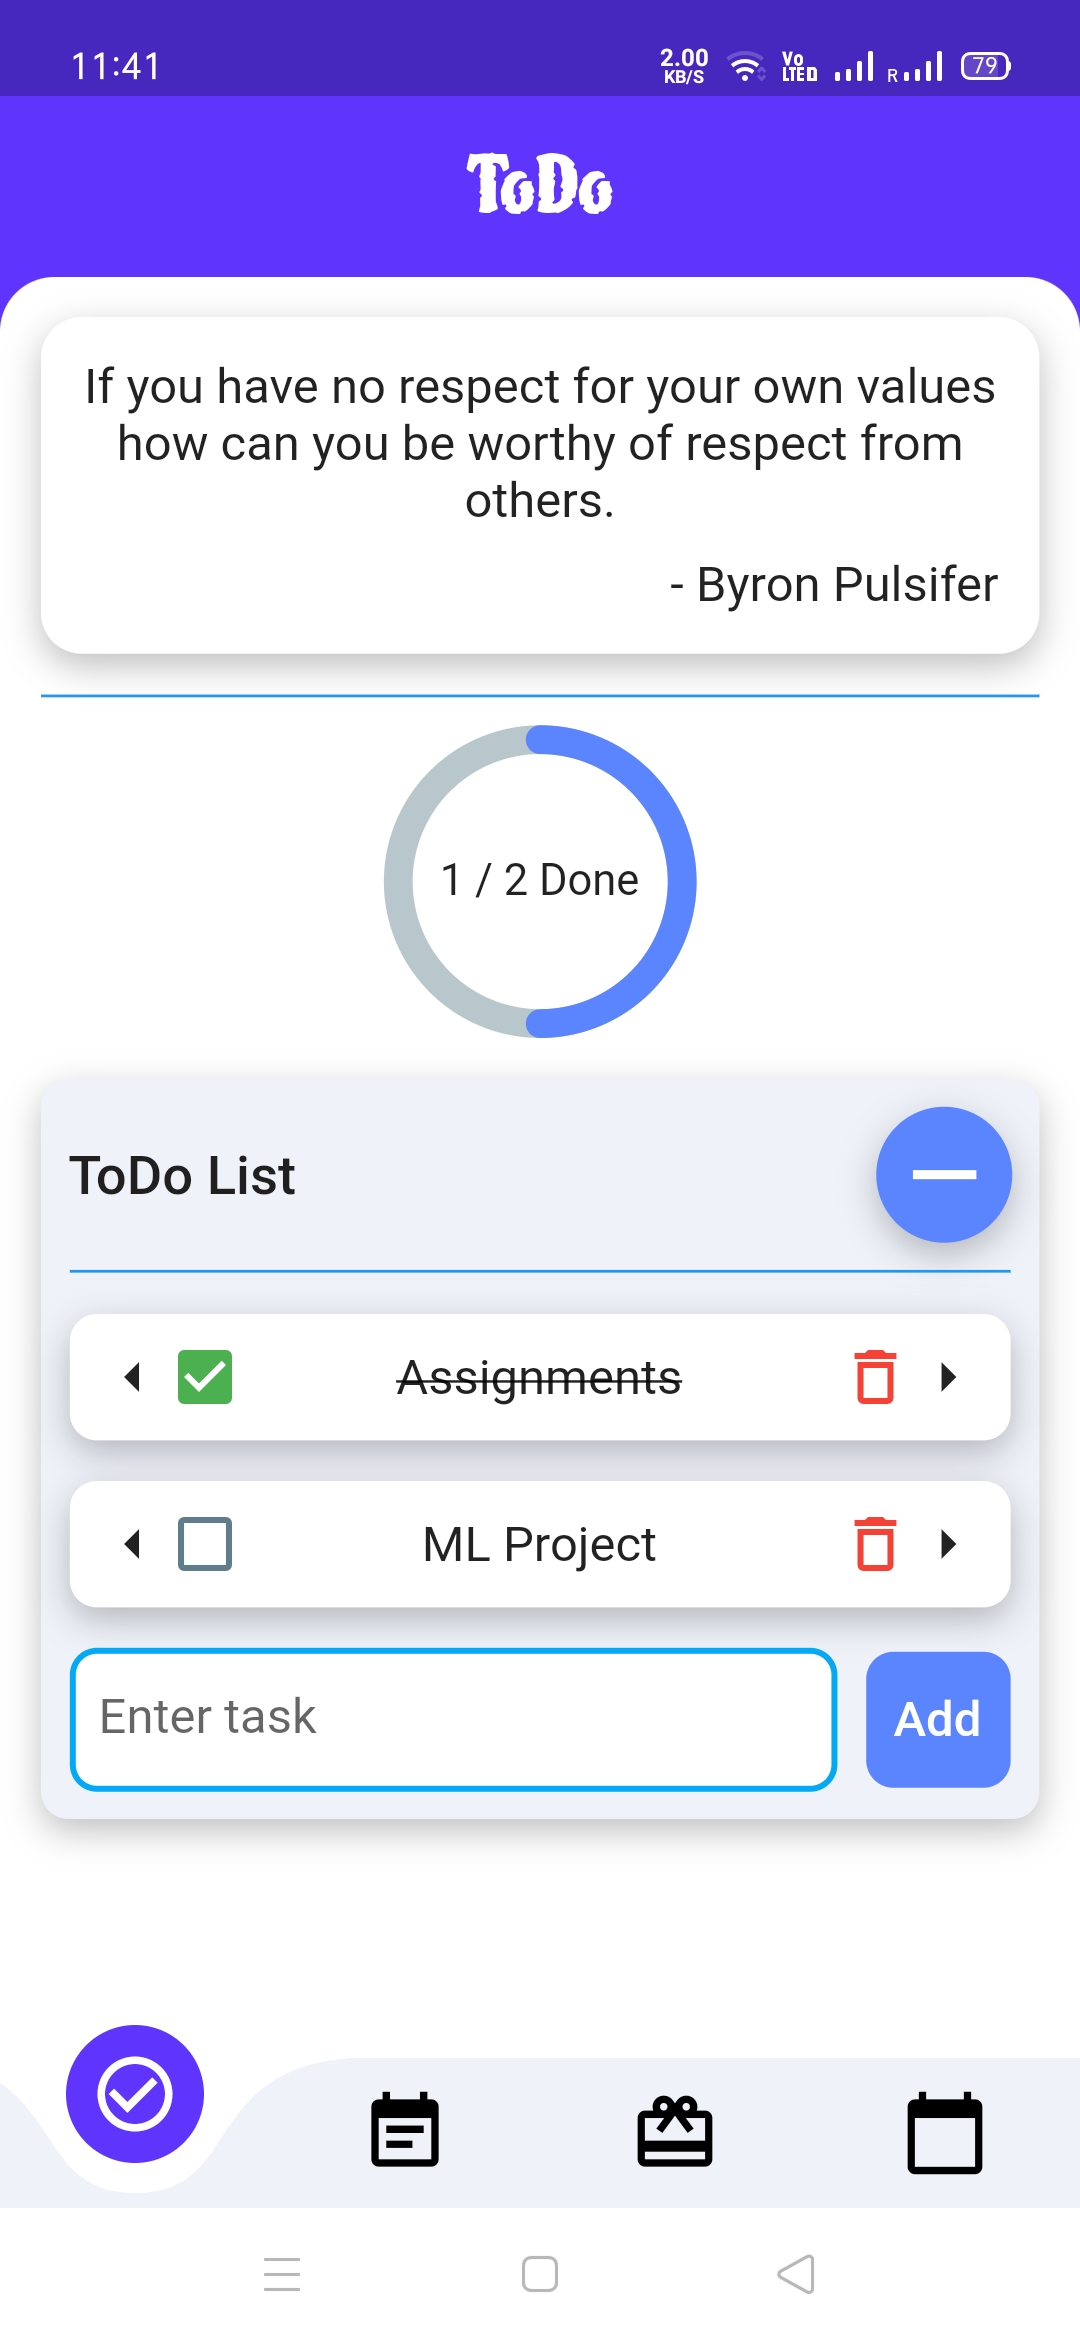 11:41
2.00
KB/S
Vo
LTED
R
79
ToDo
If you have no respect for your own values
how can you be worthy of respect from
others.
- Byron Pulsifer
1 / 2 Done
ToDo List
Assignments
ML Project
Enter task
Add